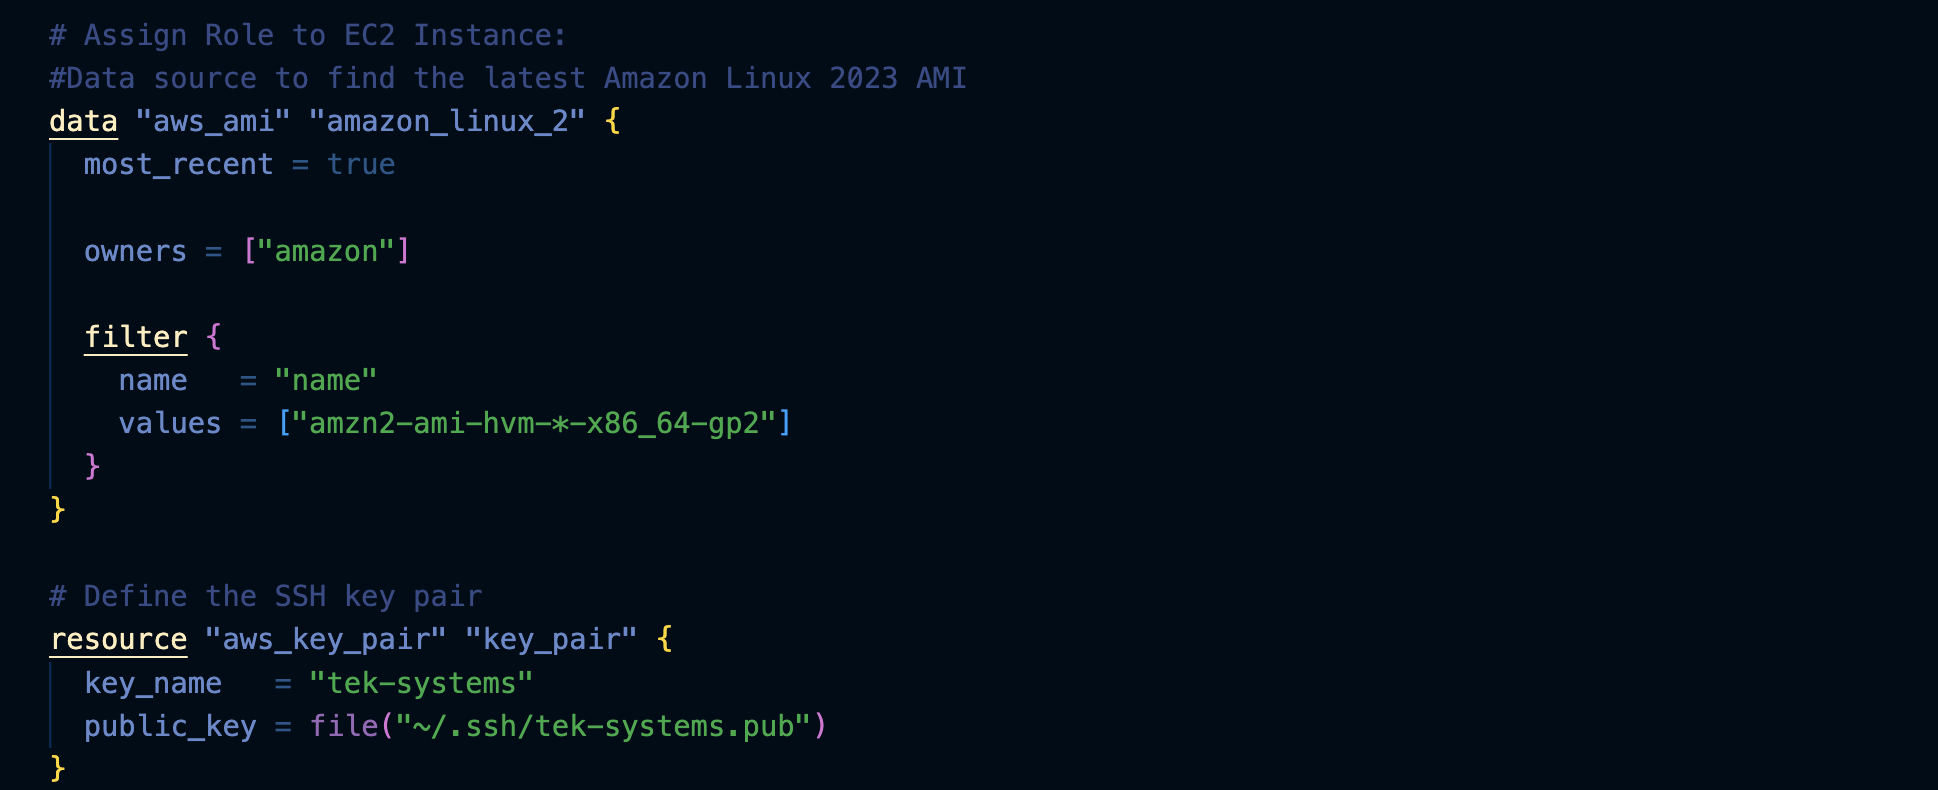 # Assign Role to EC2 Instance:
#Data source to find the latest Amazon Linux 2023 AMI
data "aws_ami" "amazon_linux_2" {
  most_recent = true

  owners = ["amazon"]

  filter {
    name   = "name"
    values = ["amzn2-ami-hvm-*-x86_64-gp2"]
  }
}

# Define the SSH key pair
resource "aws_key_pair" "key_pair" {
  key_name   = "tek-systems"
  public_key = file("~/.ssh/tek-systems.pub")
}